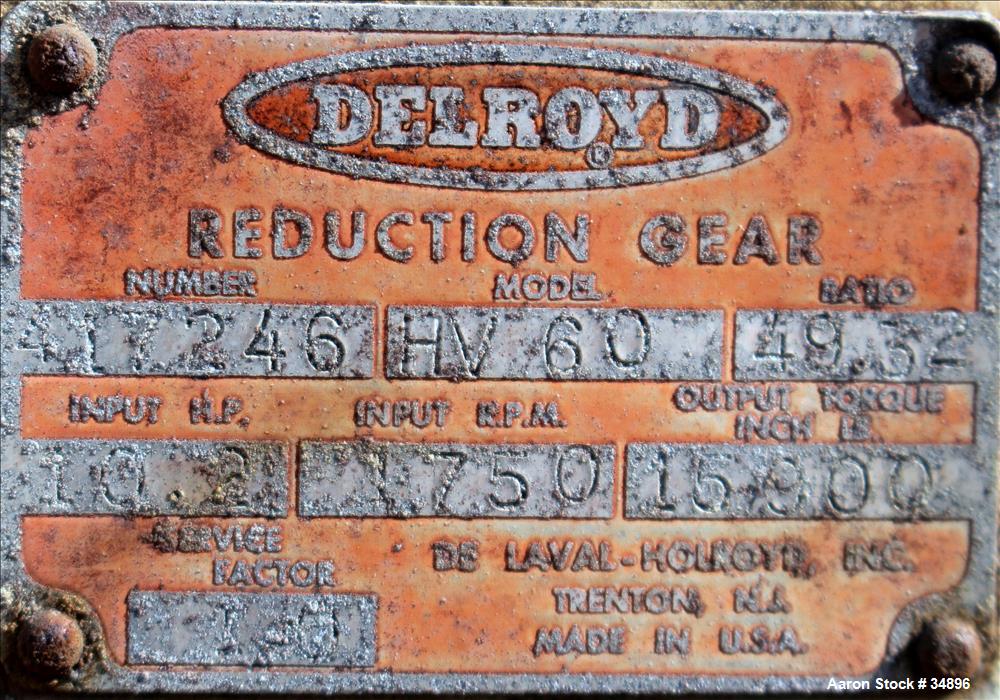 DELROYD
®
REDUCTION GEAR
NUMBER MODEL RATIO
417246 HV 60 49.32
INPUT H.P. INPUT R.P.M. OUTPUT TORQUE
INCH LB.
10.2 1750 15900
SERVICE
FACTOR
DE LAVAL-HOLROYD, INC.
TRENTON, N.J.
MADE IN U.S.A.
Aaron Stock # 34896